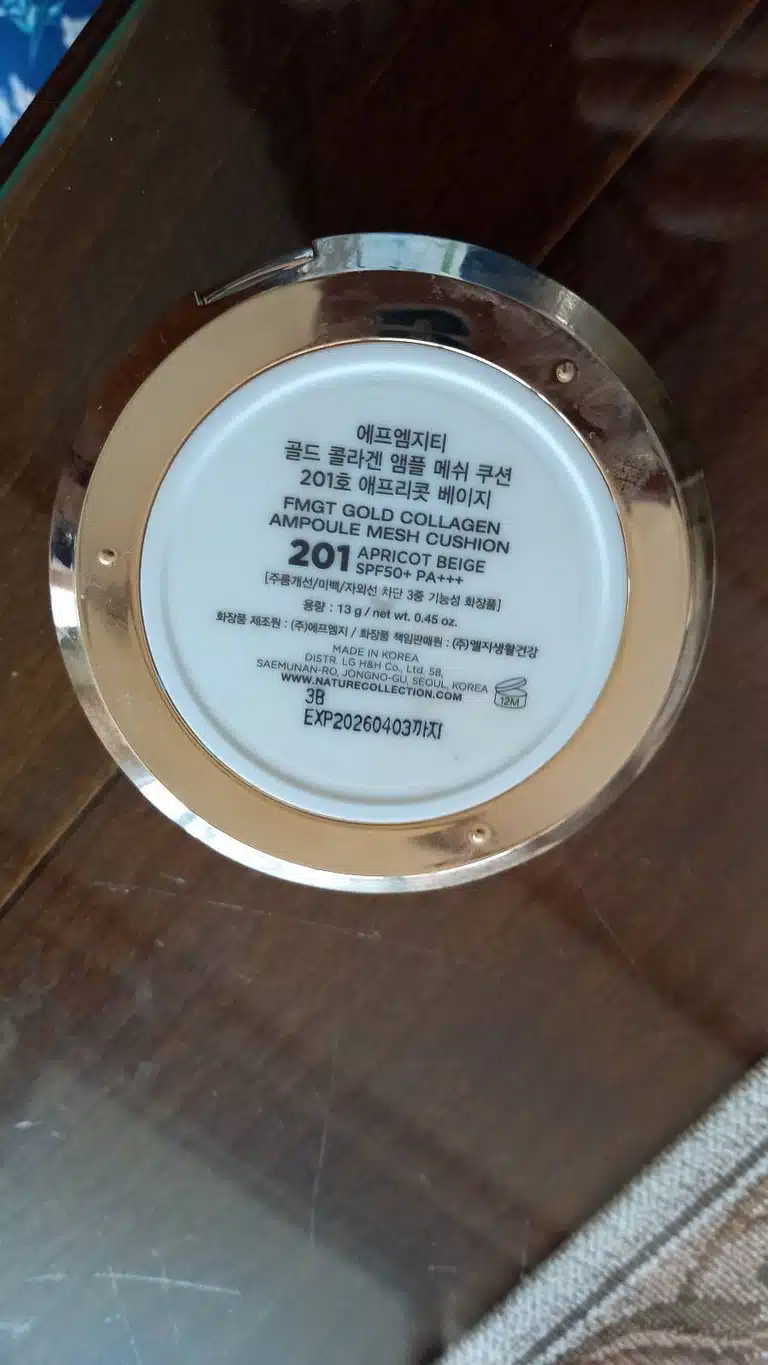 에프엠지티
골드 콜라겐 앰플 메쉬 쿠션
201호 애프리콧 베이지
FMGT GOLD COLLAGEN
AMPOULE MESH CUSHION
201 APRICOT BEIGE
SPF50+ PA+++
[주름개선/미백/자외선 차단 3중 기능성 화장품]
용량 : 13 g / net wt. 0.45 oz.
화장품 제조원 : (주)에프엠지 / 화장품 책임판매원 : (주)엘지생활건강
MADE IN KOREA
DISTR. LG H&H Co., Ltd. 58,
SAEMUNAN-RO, JONGNO-GU, SEOUL, KOREA
WWW.NATURECOLLECTION.COM
12M
3B
EXP20260403까지